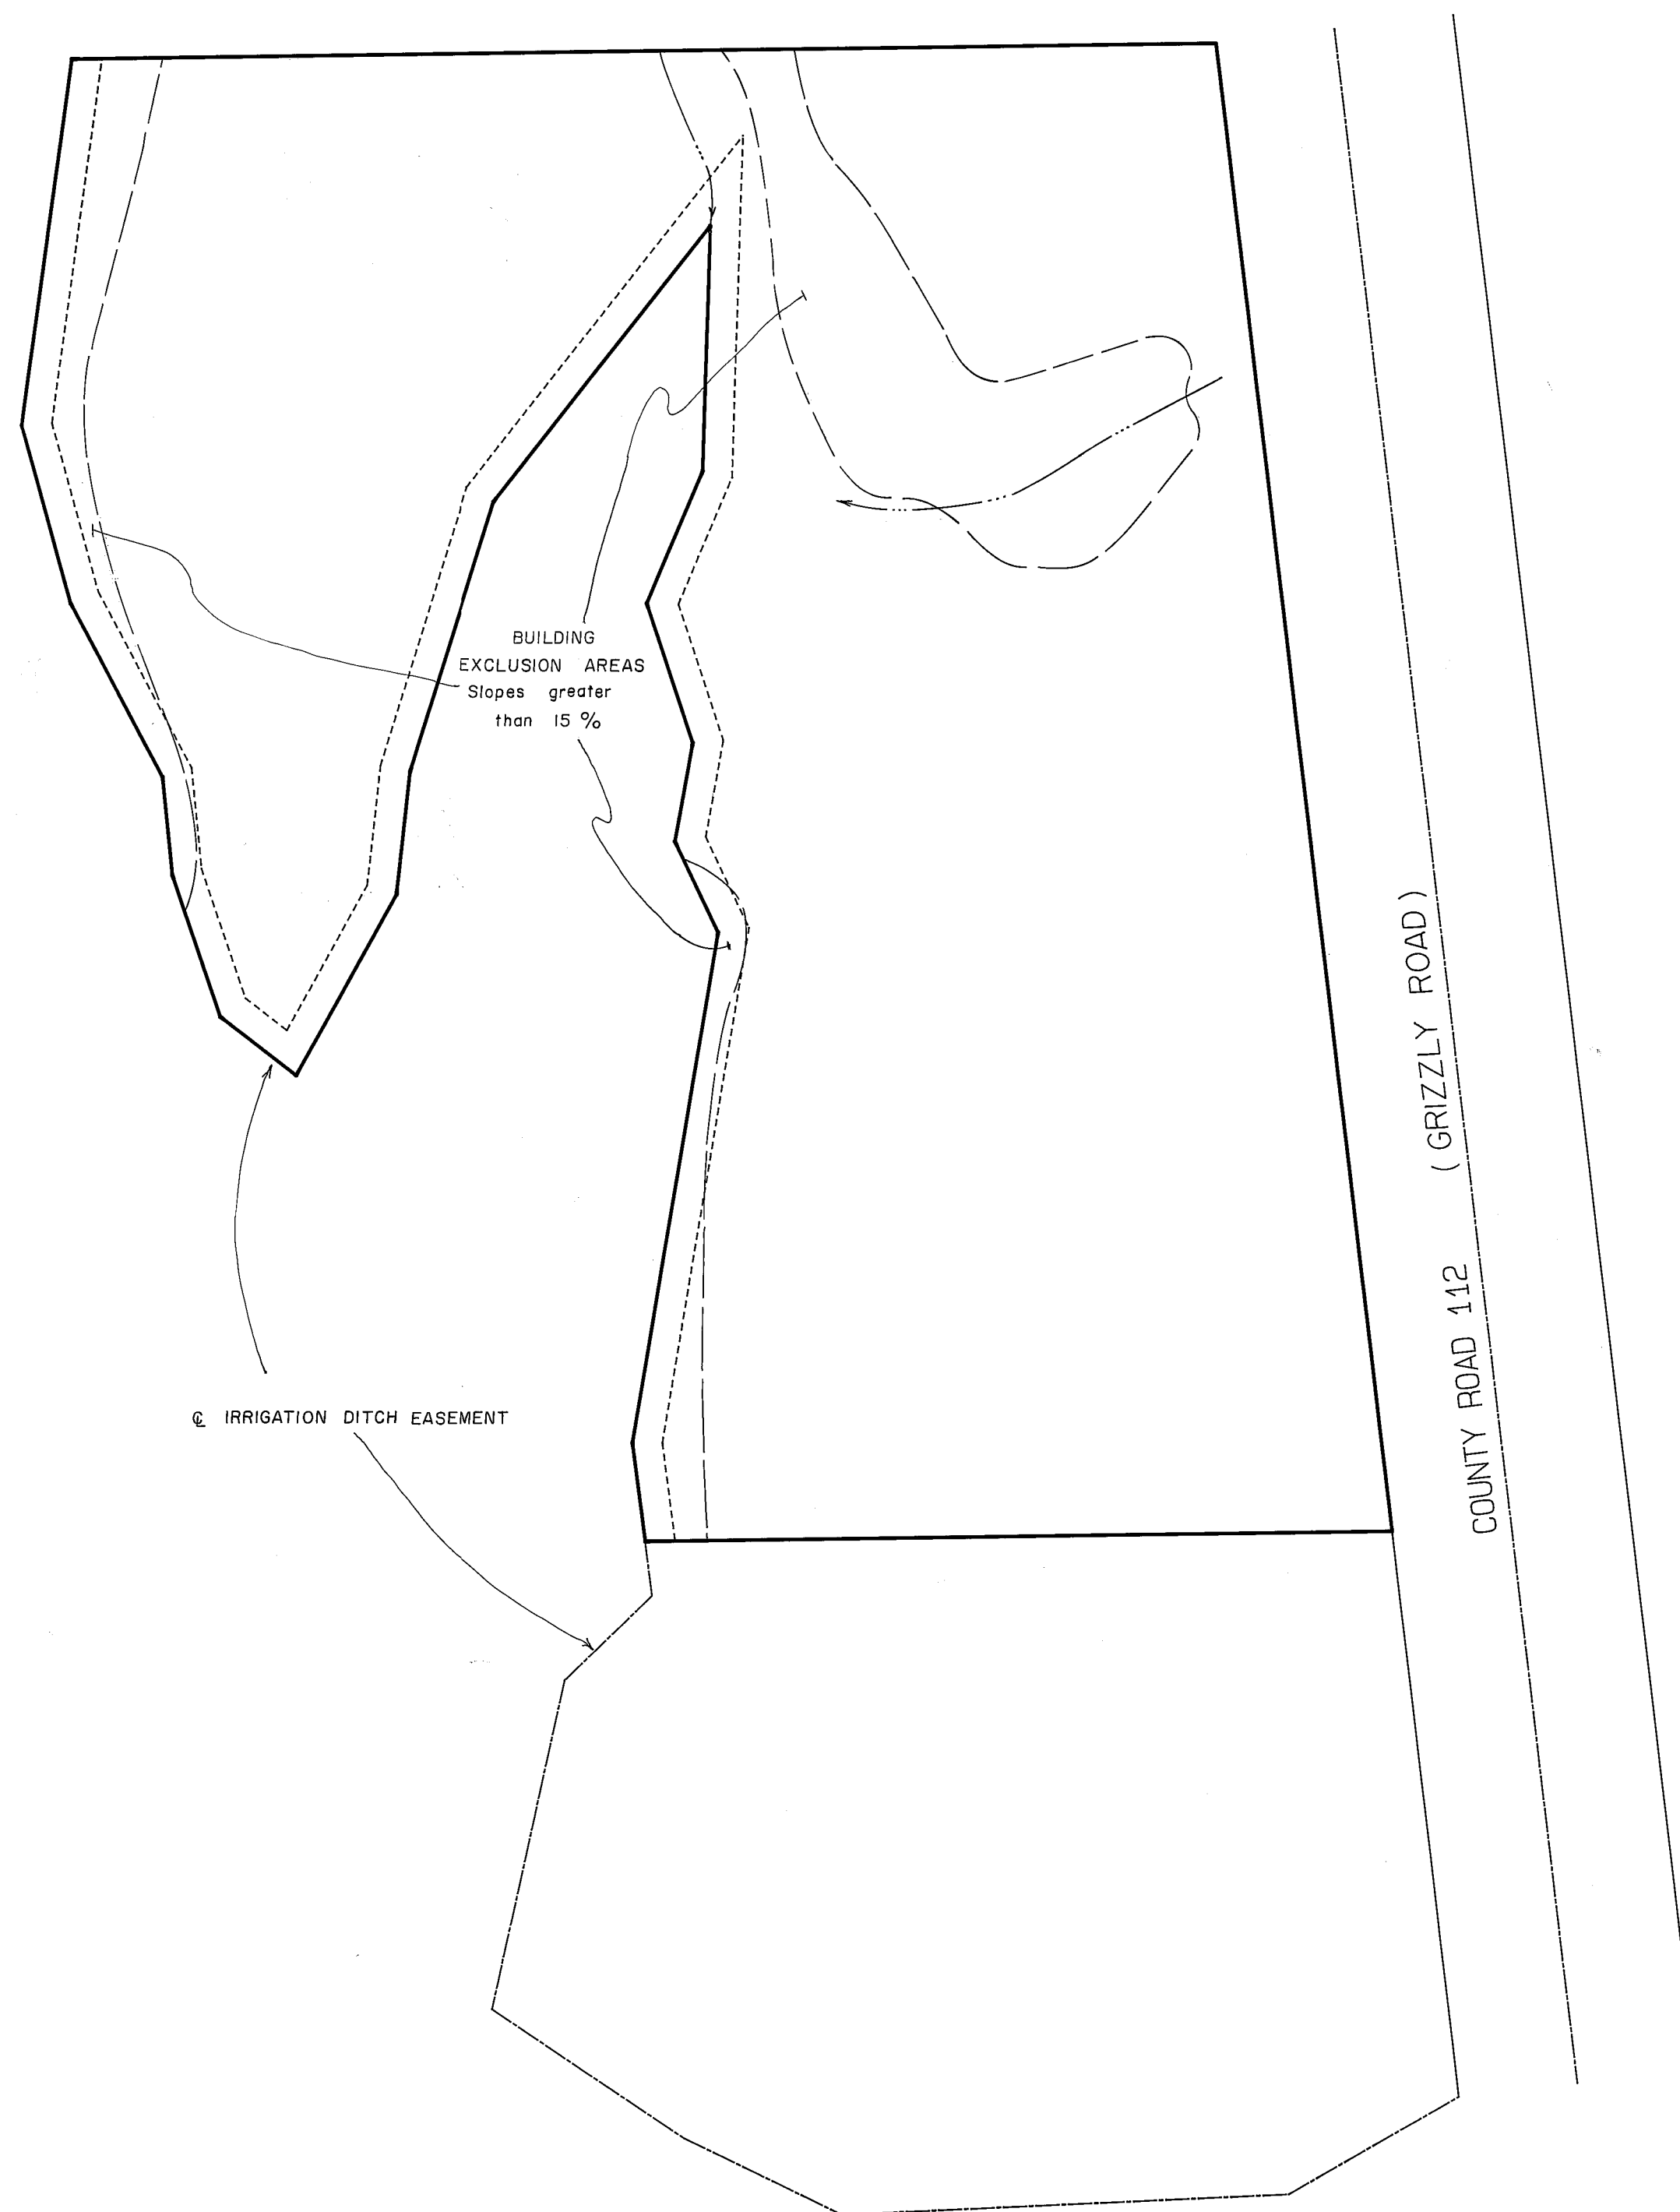 BUILDING
EXCLUSION AREAS
Slopes greater
than 15 %
℄ IRRIGATION DITCH EASEMENT
COUNTY ROAD 112 (GRIZZLY ROAD)